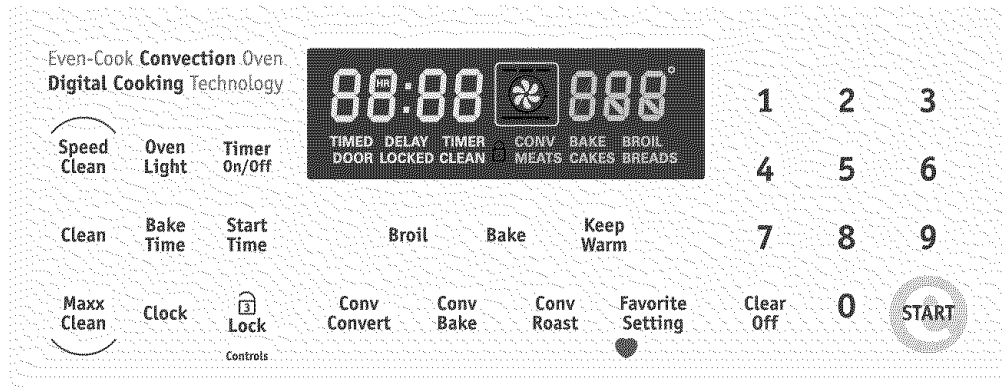 Even-Cook Convection Oven
Digital Cooking Technology
Speed Clean
Oven Light
Timer On/Off
Clean
Bake Time
Start Time
Maxx Clean
Clock
3
Lock
Controls
88:88
HR
888°
TIMED DELAY TIMER CONV BAKE BROIL
DOOR LOCKED CLEAN MEATS CAKES BREADS
Broil
Bake
Keep Warm
Conv Convert
Conv Bake
Conv Roast
Favorite Setting
1 2 3
4 5 6
7 8 9
Clear Off
0
START